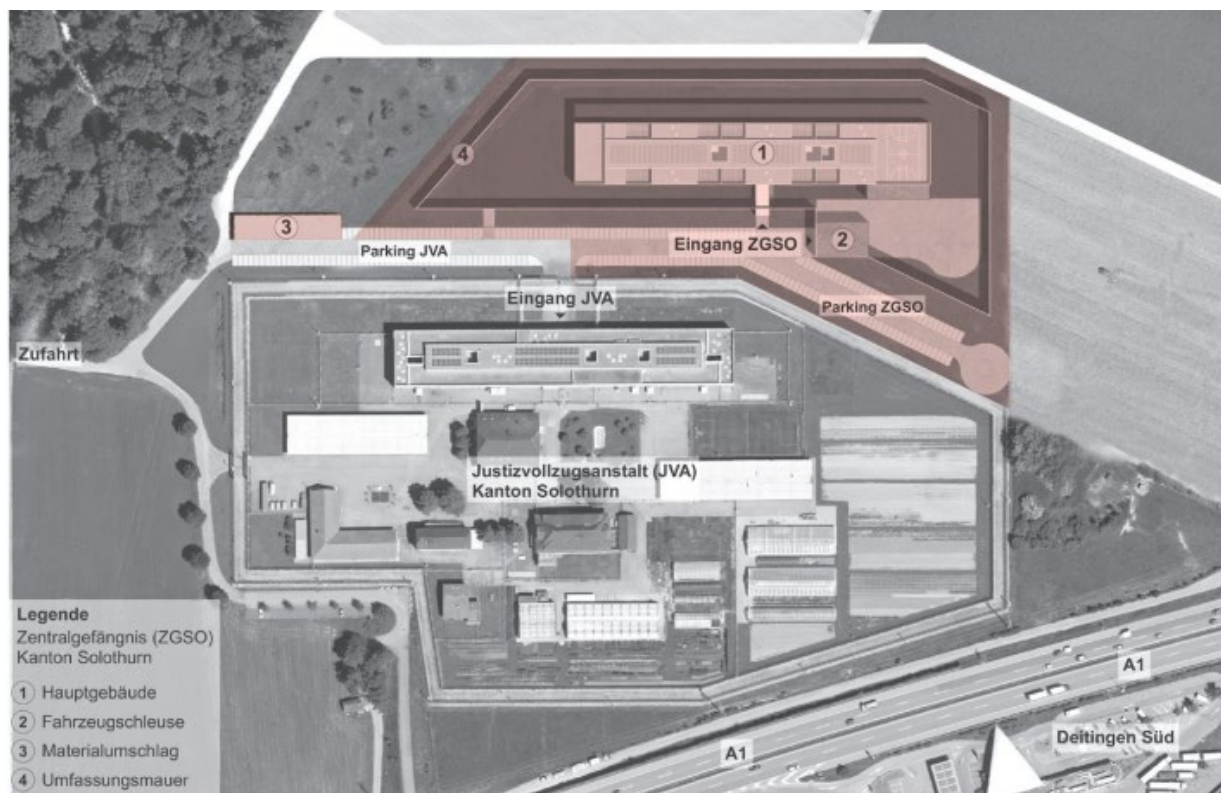 1
4
3
2
Eingang ZGSO
Parking JVA
Eingang JVA
Parking ZGSO
Zufahrt
Justizvollzugsanstalt (JVA)
Kanton Solothurn
Legende
Zentralgefängnis (ZGSO)
Kanton Solothurn
1 Hauptgebäude
2 Fahrzeugschleuse
3 Materialumschlag
4 Umfassungsmauer
A1
A1
Deitingen Süd